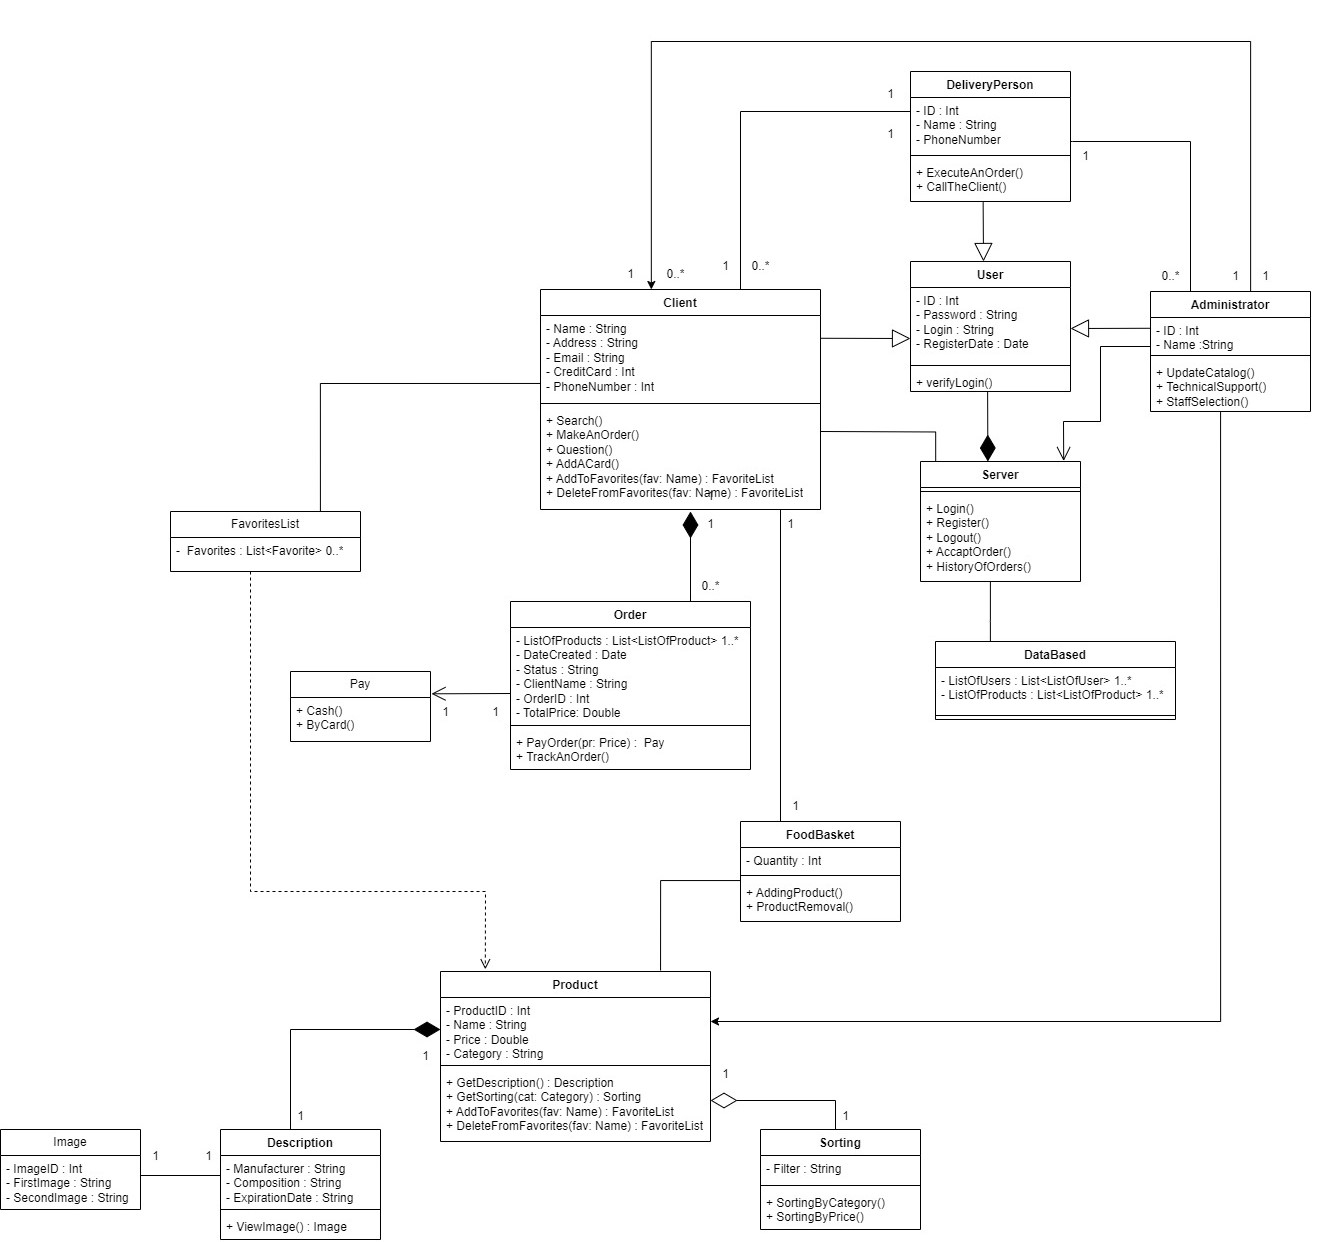 DeliveryPerson
- ID : Int
- Name : String
- PhoneNumber
+ ExecuteAnOrder()
+ CallTheClient()
1
1
1
User
- ID : Int
- Password : String
- Login : String
- RegisterDate : Date
+ verifyLogin()
Administrator
- ID : Int
- Name :String
+ UpdateCatalog()
+ TechnicalSupport()
+ StaffSelection()
0..*
1
1
1
0..*
1
0..*
Client
- Name : String
- Address : String
- Email : String
- CreditCard : Int
- PhoneNumber : Int
+ Search()
+ MakeAnOrder()
+ Question()
+ AddACard()
+ AddToFavorites(fav: Name) : FavoriteList
+ DeleteFromFavorites(fav: Name) : FavoriteList
1
1
0..*
Server
+ Login()
+ Register()
+ Logout()
+ AccaptOrder()
+ HistoryOfOrders()
FavoritesList
- Favorites : List<Favorite> 0..*
Order
- ListOfProducts : List<ListOfProduct> 1..*
- DateCreated : Date
- Status : String
- ClientName : String
- OrderID : Int
- TotalPrice: Double
+ PayOrder(pr: Price) : Pay
+ TrackAnOrder()
DataBased
- ListOfUsers : List<ListOfUser> 1..*
- ListOfProducts : List<ListOfProduct> 1..*
Pay
+ Cash()
+ ByCard()
1
1
1
FoodBasket
- Quantity : Int
+ AddingProduct()
+ ProductRemoval()
Product
- ProductID : Int
- Name : String
- Price : Double
- Category : String
+ GetDescription() : Description
+ GetSorting(cat: Category) : Sorting
+ AddToFavorites(fav: Name) : FavoriteList
+ DeleteFromFavorites(fav: Name) : FavoriteList
1
1
1
1
Image
- ImageID : Int
- FirstImage : String
- SecondImage : String
1
1
Description
- Manufacturer : String
- Composition : String
- ExpirationDate : String
+ ViewImage() : Image
Sorting
- Filter : String
+ SortingByCategory()
+ SortingByPrice()